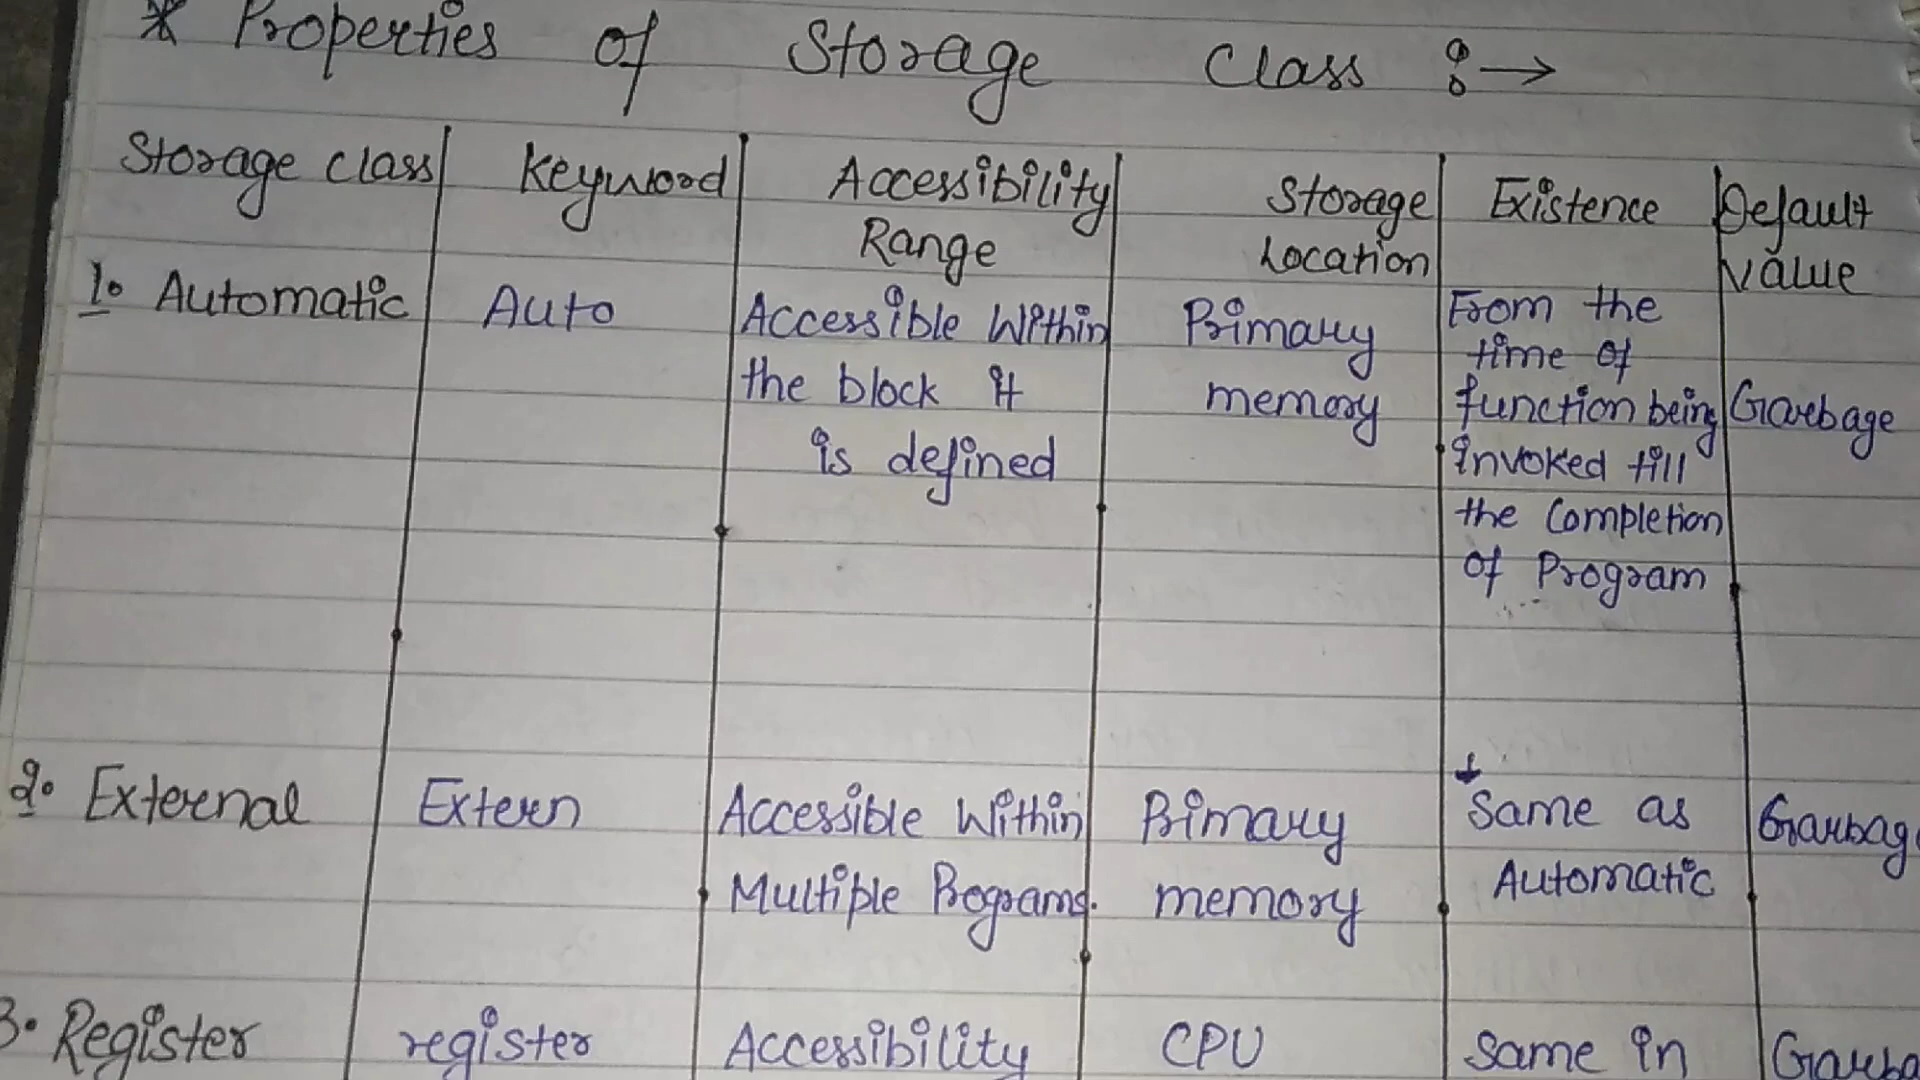 * Properties of Storage Class :→
Storage class Keyword Accessibility Range Storage Location Existence Default value
1. Automatic Auto Accessible Within the block it is defined Primary memory From the time of function being invoked till the Completion of Program Garbage
2. External Extern Accessible Within Multiple Programs. Primary memory Same as Automatic Garbag
3. Register register Accessibility CPU Same in Garba